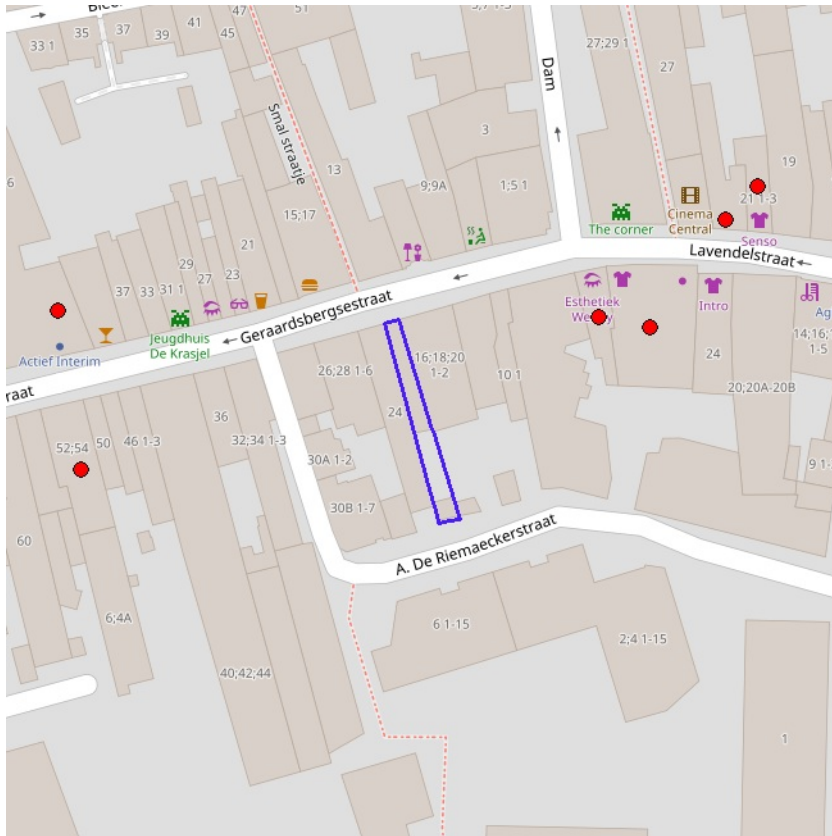 47
51
33 1
35
37
39
41
45
27;29 1
27
Dam
Smal straatje
3
13
9;9A
1;5 1
19
21 1-3
6
15;17
Cinema
Central
The corner
Senso
21
29
27
23
37
33
31 1
Lavendelstraat
Geraardsbergsestraat
Esthetiek
Intro
Jeugdhuis
De Krasjel
Actief Interim
raat
16;18;20
1-2
26;28 1-6
10 1
24
24
14;16;1
1-5
20;20A-20B
36
52;54
50
46 1-3
32;34 1-3
30A 1-2
9 1-
30B 1-7
60
A. De Riemaeckerstraat
6;4A
6 1-15
2;4 1-15
40;42;44
1